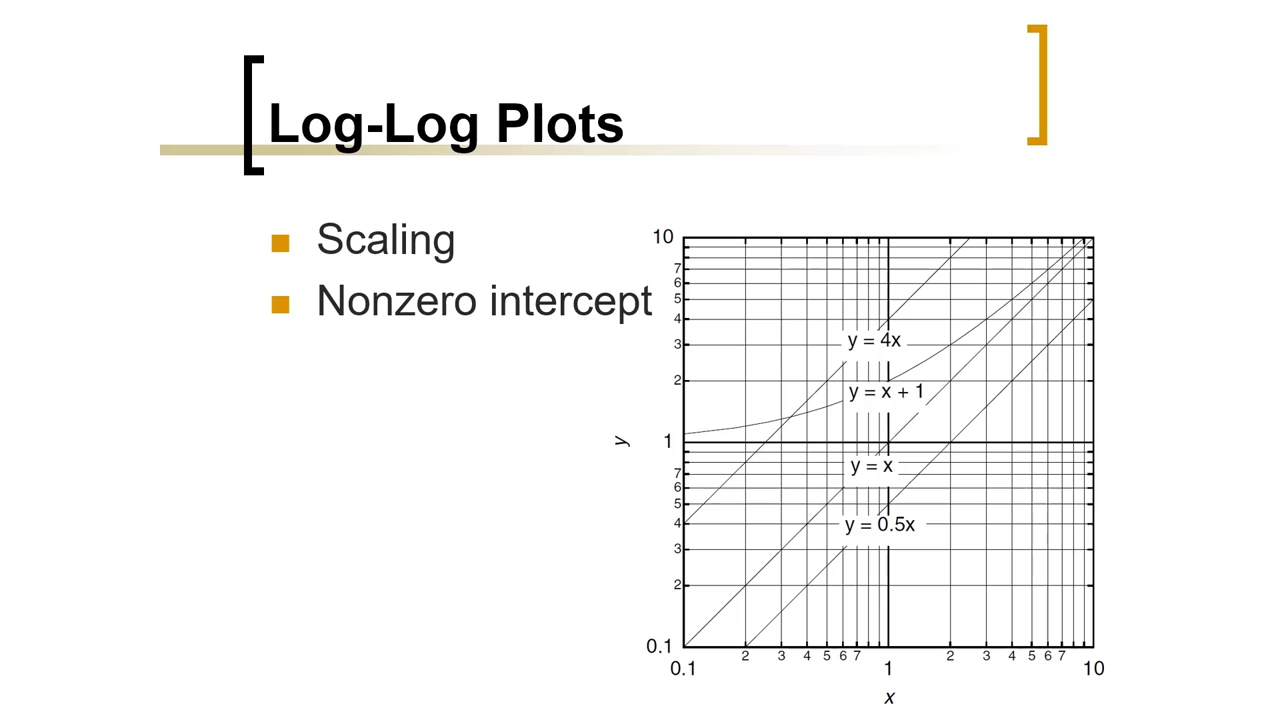 Log-Log Plots
Scaling
Nonzero intercept
10
7
6
5
4
3
2
1
7
6
5
4
3
2
0.1
y
y = 4x
y = x + 1
y = x
y = 0.5x
0.1 2 3 4 5 6 7 1 2 3 4 5 6 7 10
x